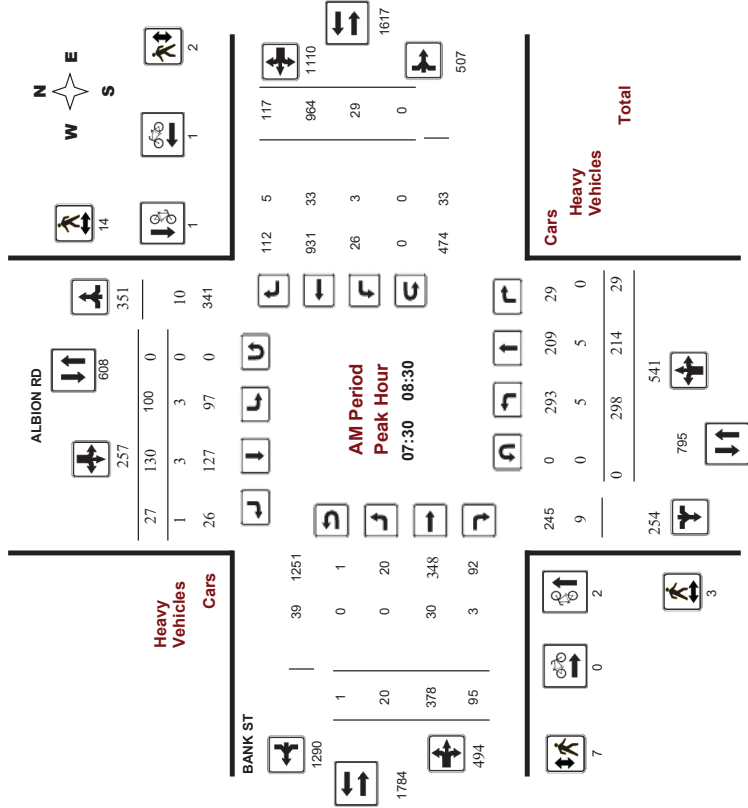 N
W E
S
2
1
14
1
ALBION RD
608
257
351
27 130 100 0
1 3 3 0 10
26 127 97 0 341
Heavy
Vehicles
Cars
1617
1110
507
117 964 29 0
5 33 3 0 33
112 931 26 0 474
AM Period
Peak Hour
07:30 08:30
BANK ST
1290
1784
494
39 1251
1 0 1
20 0 20
378 30 348
95 3 92
Cars
Heavy
Vehicles
Total
245 0 293 209 29
9 0 5 5 0
0 298 214 29
254
541
795
2
0
3
7